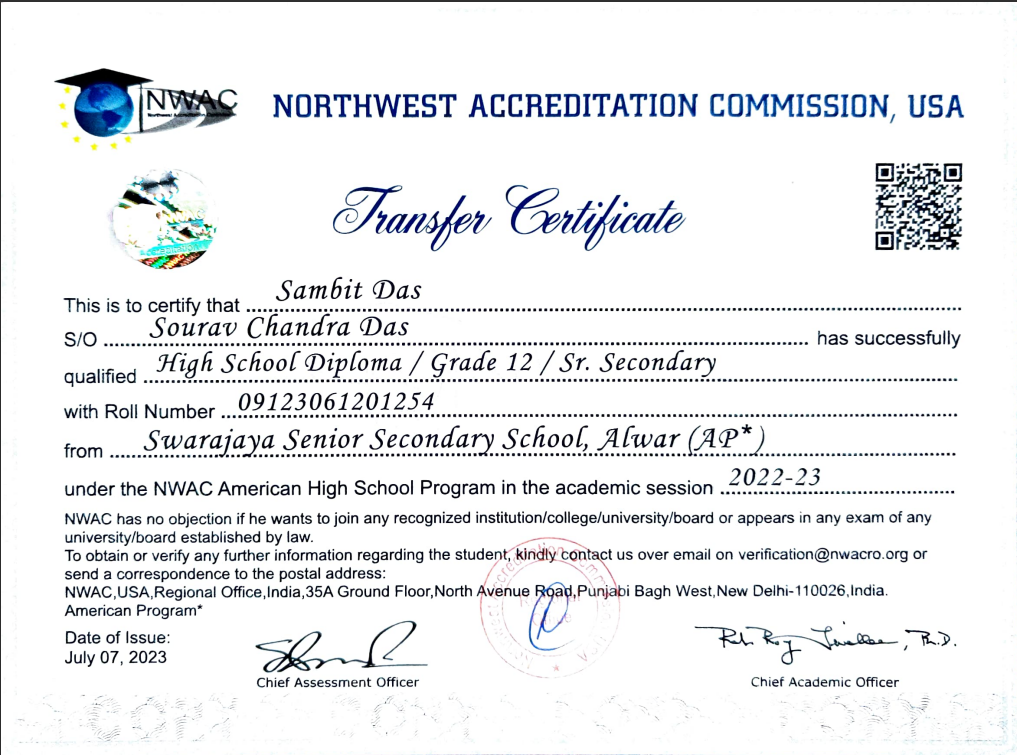 NWAC
Northwest Accreditation Commission
NORTHWEST ACCREDITATION COMMISSION, USA
Transfer Certificate
This is to certify that Sambit Das
S/O Sourav Chandra Das has successfully
qualified High School Diploma / Grade 12 / Sr. Secondary
with Roll Number 09123061201254
from Swarajaya Senior Secondary School, Alwar (AP*)
under the NWAC American High School Program in the academic session 2022-23
NWAC has no objection if he wants to join any recognized institution/college/university/board or appears in any exam of any
university/board established by law.
To obtain or verify any further information regarding the student, kindly contact us over email on verification@nwacro.org or
send a correspondence to the postal address:
NWAC,USA,Regional Office,India,35A Ground Floor,North Avenue Road,Punjabi Bagh West,New Delhi-110026,India.
American Program*
Date of Issue:
July 07, 2023
Chief Assessment Officer
Chief Academic Officer